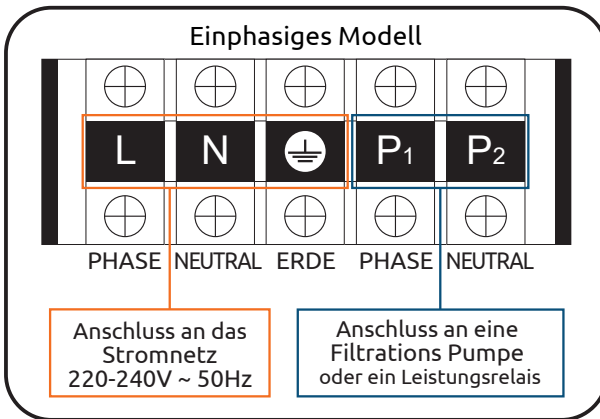 Einphasiges Modell
L N P1 P2
PHASE NEUTRAL ERDE PHASE NEUTRAL
Anschluss an das
Stromnetz
220-240V ~ 50Hz
Anschluss an eine
Filtrations Pumpe
oder ein Leistungsrelais